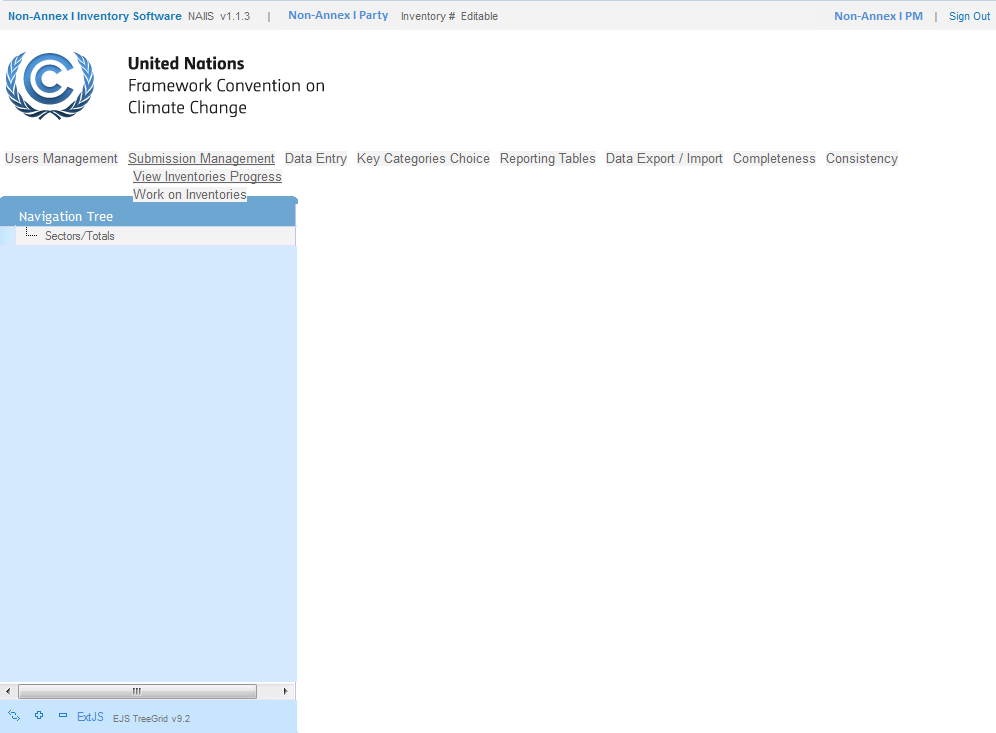 Non-Annex I Inventory Software NAIIS v1.1.3 | Non-Annex I Party Inventory # Editable Non-Annex I PM | Sign Out
United Nations
Framework Convention on
Climate Change
Users Management Submission Management Data Entry Key Categories Choice Reporting Tables Data Export / Import Completeness Consistency
View Inventories Progress
Work on Inventories
Navigation Tree
Sectors/Totals
ExtJS EJS TreeGrid v9.2